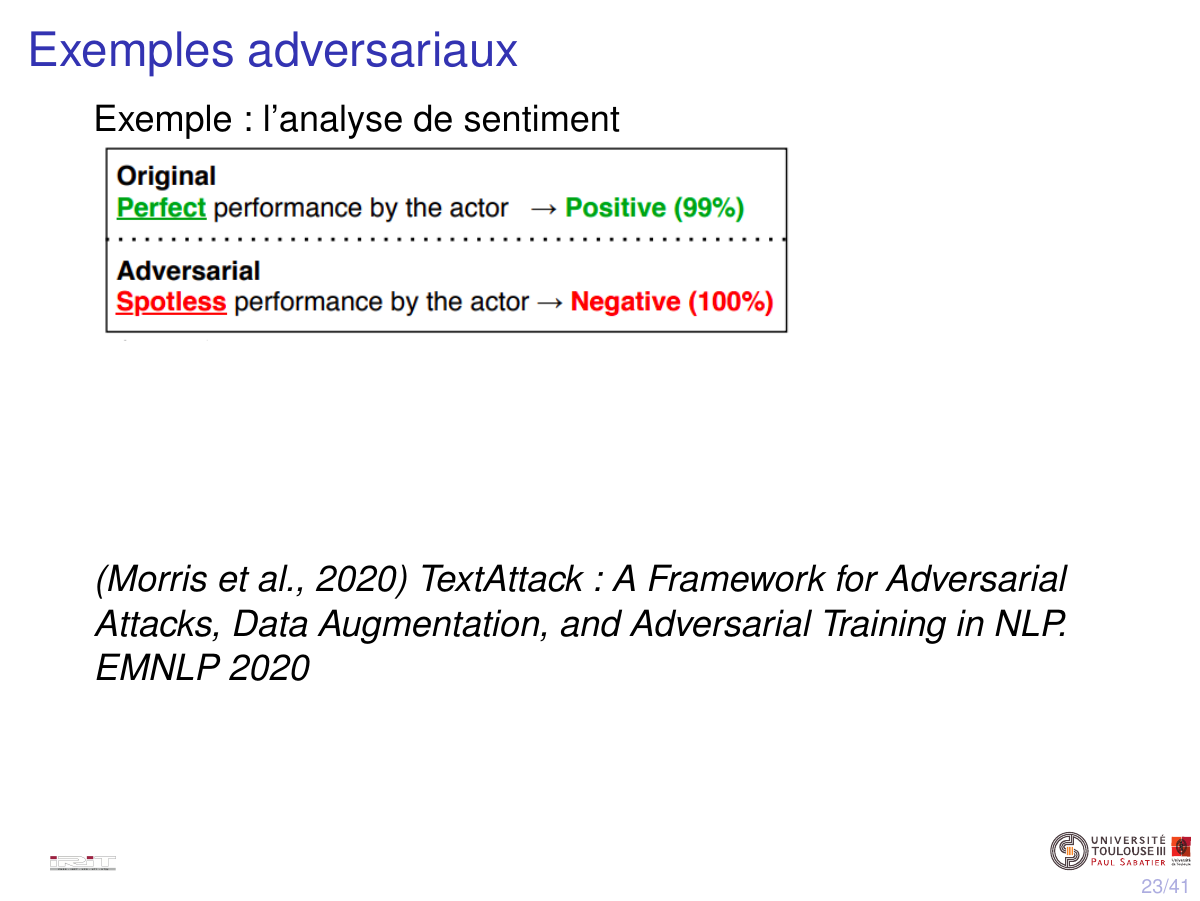 Exemples adversariaux
Exemple : l'analyse de sentiment
Original
Perfect performance by the actor → Positive (99%)
Adversarial
Spotless performance by the actor → Negative (100%)
(Morris et al., 2020) TextAttack : A Framework for Adversarial
Attacks, Data Augmentation, and Adversarial Training in NLP.
EMNLP 2020
IRIT
UNIVERSITÉ
TOULOUSE III
PAUL SABATIER
23/41